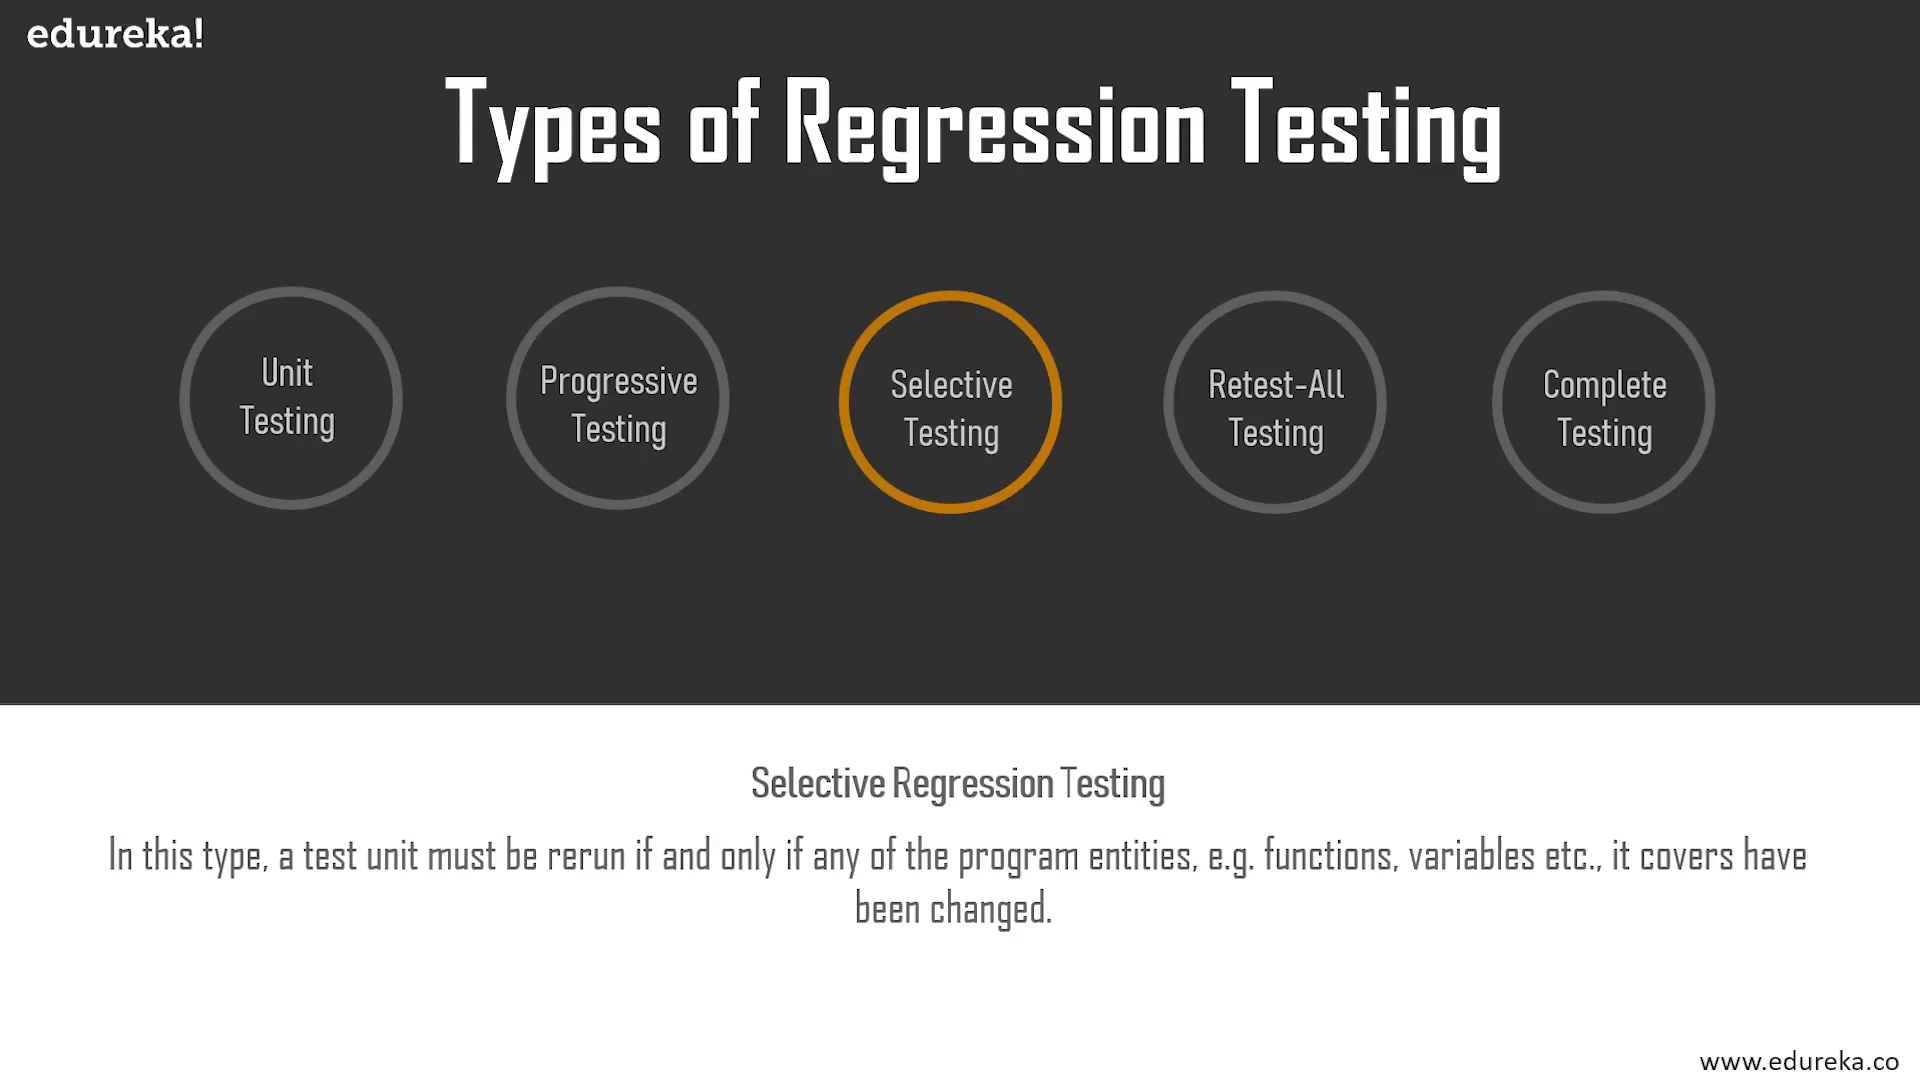 edureka!
Types of Regression Testing
Unit
Testing
Progressive
Testing
Selective
Testing
Retest-All
Testing
Complete
Testing
Selective Regression Testing
In this type, a test unit must be rerun if and only if any of the program entities, e.g. functions, variables etc., it covers have
been changed.
www.edureka.co